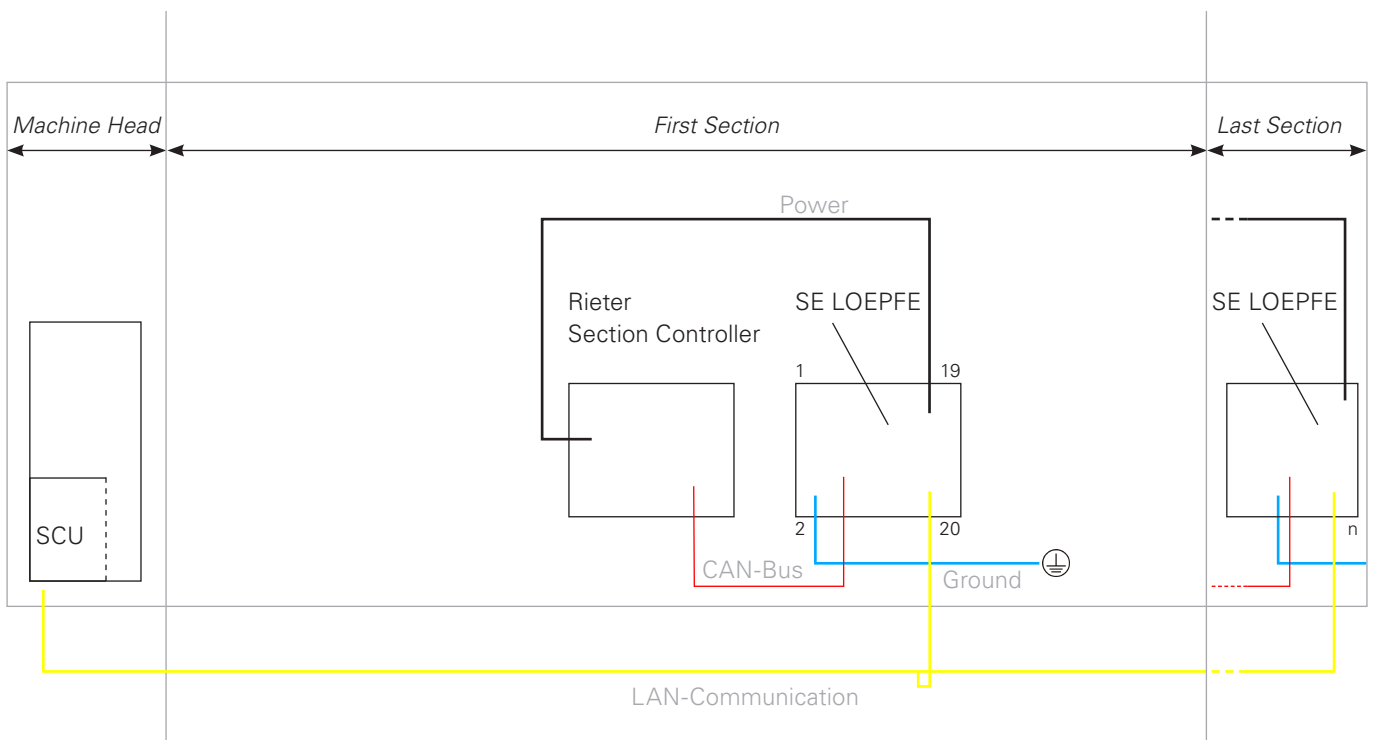 Machine Head
First Section
Last Section
Power
Rieter
Section Controller
SE LOEPFE
SE LOEPFE
1
19
SCU
2
20
n
CAN-Bus
Ground
LAN-Communication